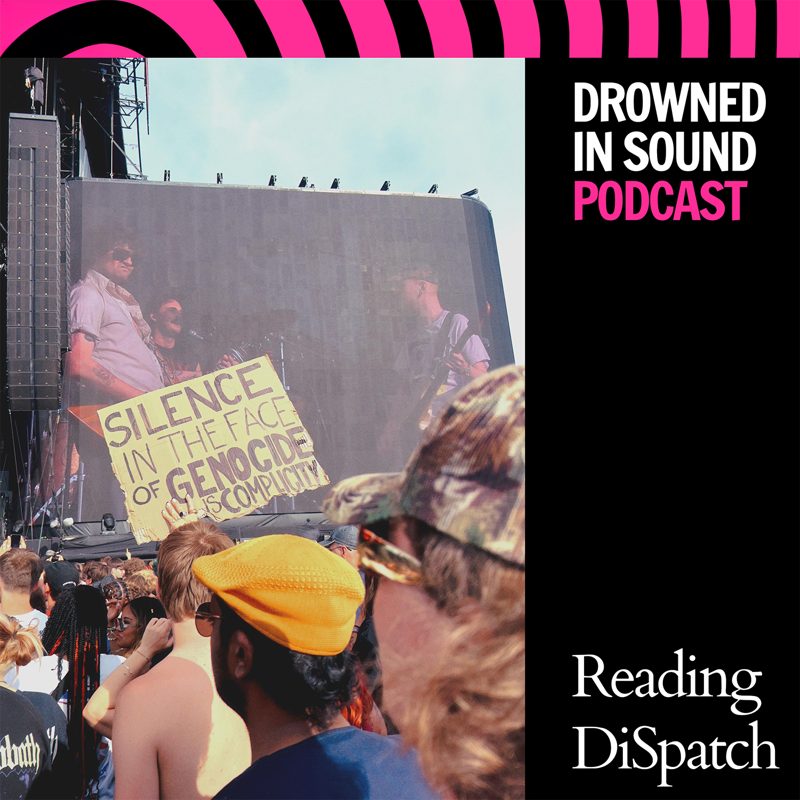 DROWNED
IN SOUND
PODCAST
SILENCE
IN THE FACE
OF GENOCIDE
IS COMPLICITY
Reading
DiSpatch